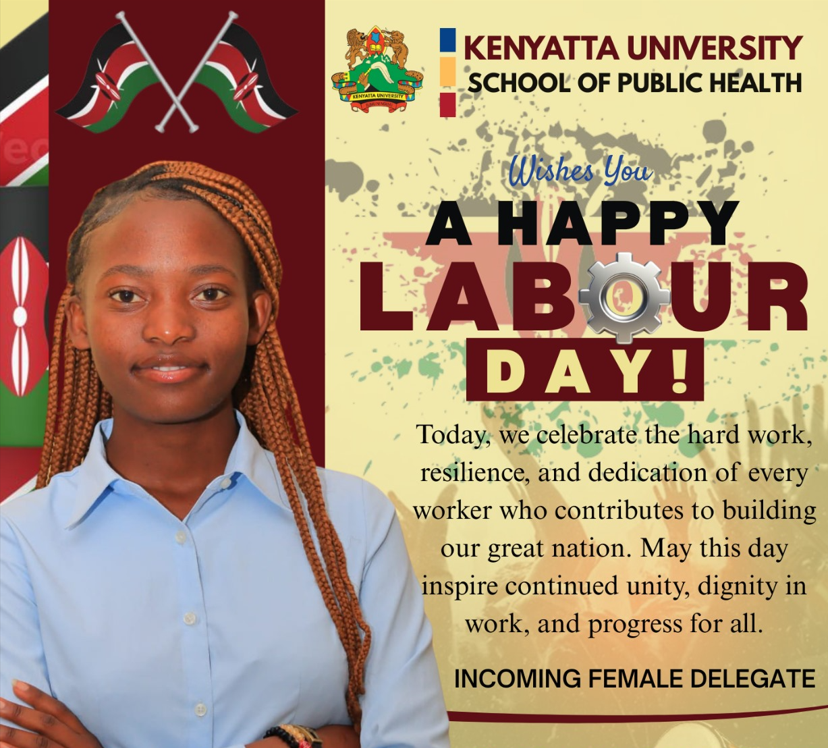 KENYATTA UNIVERSITY
SCHOOL OF PUBLIC HEALTH
KENYATTA UNIVERSITY
Wishes You
A HAPPY
LABOUR
DAY!
Today, we celebrate the hard work,
resilience, and dedication of every
worker who contributes to building
our great nation. May this day
inspire continued unity, dignity in
work, and progress for all.
INCOMING FEMALE DELEGATE